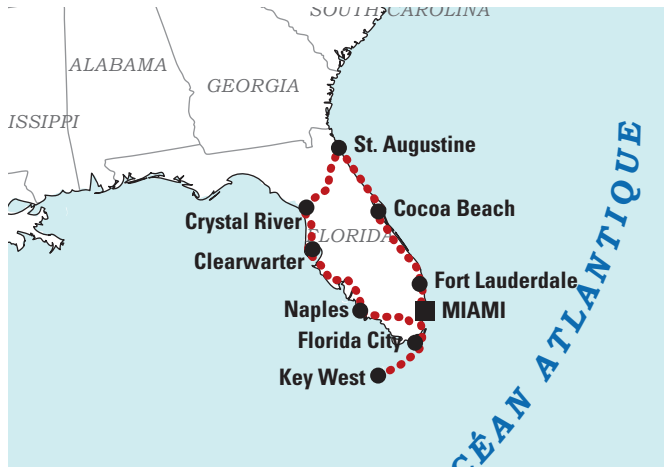 SOUTH CAROLINA
ALABAMA
GEORGIA
ISSIPPI
St. Augustine
Crystal River
Cocoa Beach
FLORIDA
Clearwarter
Fort Lauderdale
Naples
MIAMI
Florida City
Key West
CÉAN ATLANTIQUE